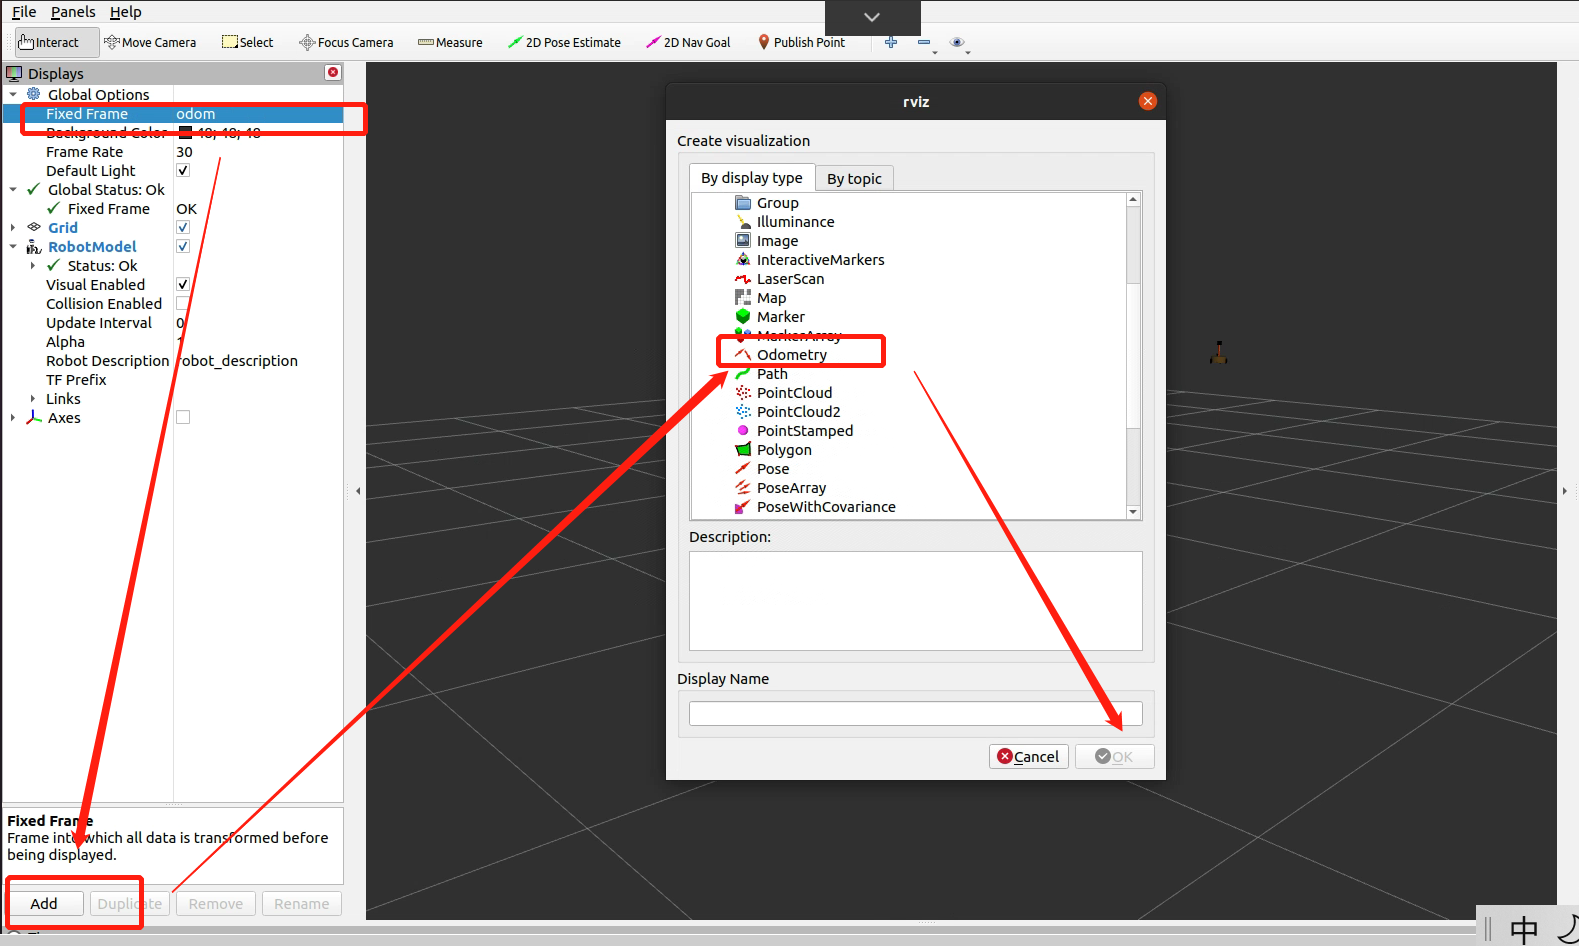 File Panels Help
Interact Move Camera Select Focus Camera Measure 2D Pose Estimate 2D Nav Goal Publish Point
Displays
Global Options
Fixed Frame odom
Background Color 48; 48; 48
Frame Rate 30
Default Light
Global Status: Ok
Fixed Frame OK
Grid
RobotModel
Status: Ok
Visual Enabled
Collision Enabled
Update Interval 0
Alpha 1
Robot Description robot_description
TF Prefix
Links
Axes
Fixed Frame
Frame into which all data is transformed before
being displayed.
Add Duplicate Remove Rename
rviz
Create visualization
By display type By topic
Group
Illuminance
Image
InteractiveMarkers
LaserScan
Map
Marker
MarkerArray
Odometry
Path
PointCloud
PointCloud2
PointStamped
Polygon
Pose
PoseArray
PoseWithCovariance
Description:
Display Name
Cancel OK
中